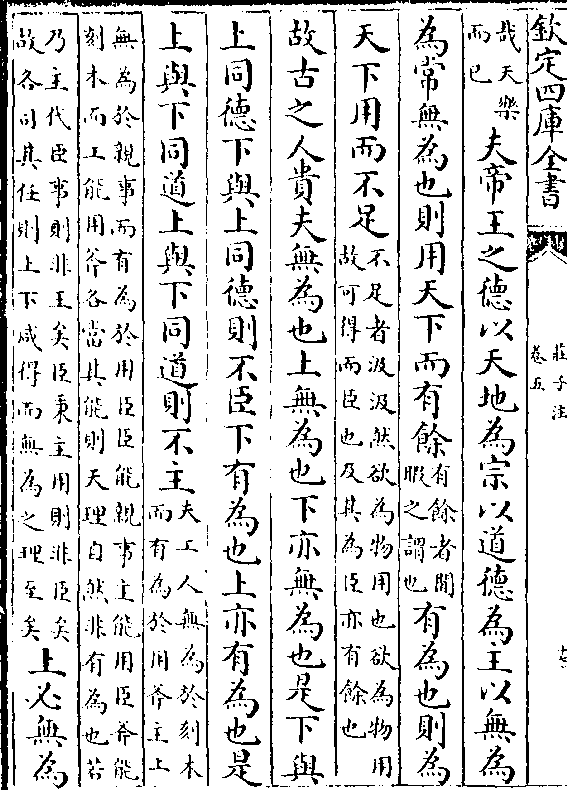 欽定四庫全書
莊子注
卷五
哉天樂
而已
夫帝王之德以天地為宗以道德為主以無為
為常無為也則用天下而有餘
有餘者閒
暇之謂也
有為也則為
天下用而不足
不足者汲汲然欲為物用也欲為物用
故可得而臣也及其為臣亦有餘也
故古之人貴夫無為也上無為也下亦無為也是下與
上同德下與上同德則不臣下有為也上亦有為也是
上與下同道上與下同道則不主
夫工人無為於刻木
而有為於用斧主上
無為於親事而有為於用臣臣能親事主能用臣斧能
刻木而工能用斧各當其能則天理自然非有為也若
乃主代臣事則非主矣臣秉主用則非臣矣
故各司其任則上下咸得而無為之理至矣
上必無為